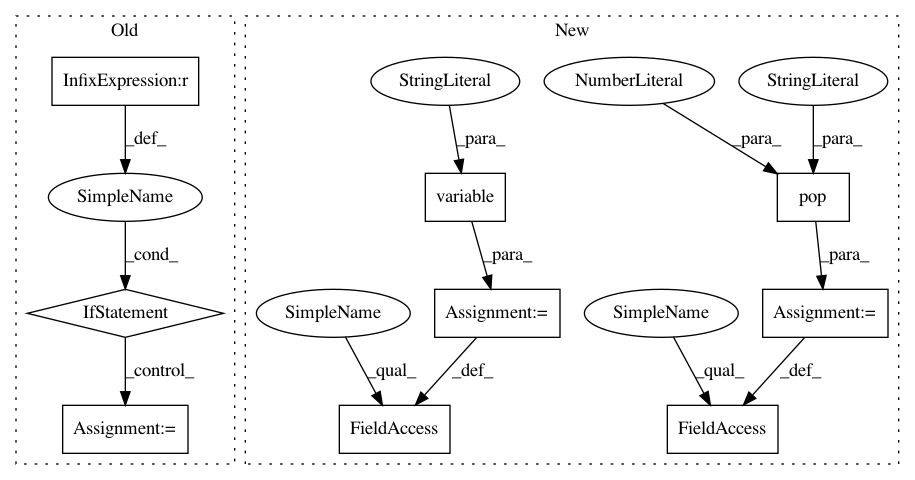 Old
New
InfixExpression:r
StringLiteral
NumberLiteral
StringLiteral
_def_
_para_
_para_
_para_
SimpleName
variable
pop
_cond_
_para_
_para_
IfStatement
SimpleName
Assignment:=
SimpleName
Assignment:=
_control_
_qual_
_def_
_qual_
_def_
Assignment:=
FieldAccess
FieldAccess